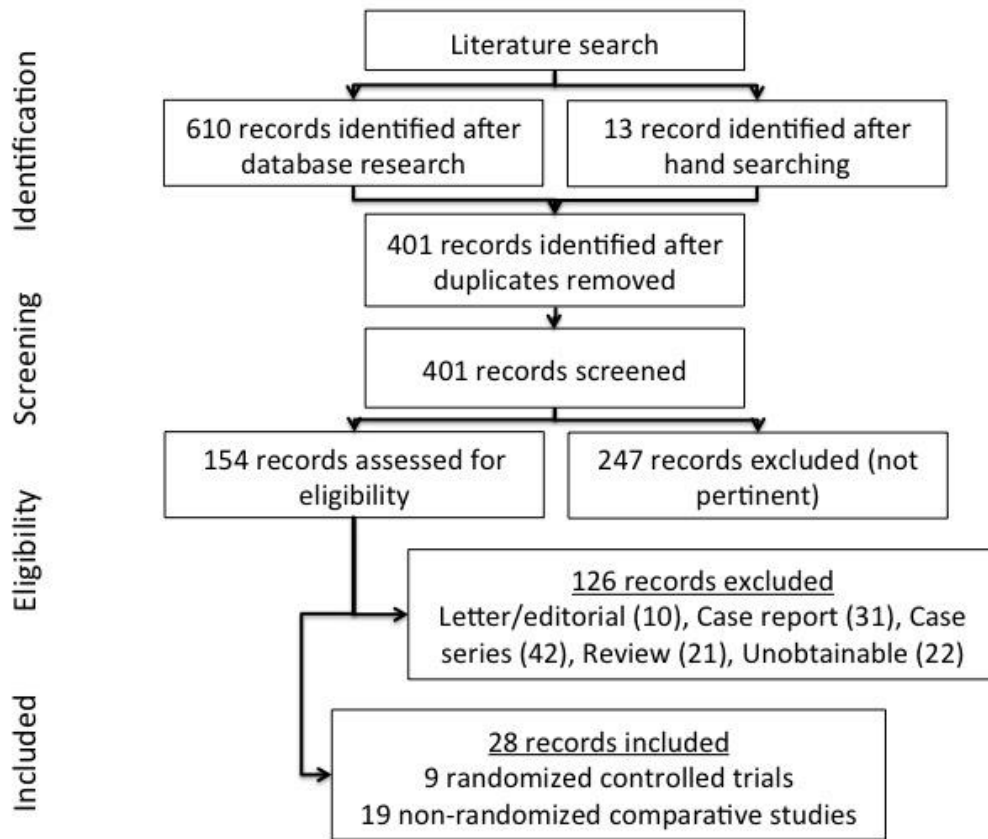 Identification
Literature search
610 records identified after
database research
13 record identified after
hand searching
401 records identified after
duplicates removed
Screening
401 records screened
154 records assessed for
eligibility
247 records excluded (not
pertinent)
Eligibility
126 records excluded
Letter/editorial (10), Case report (31), Case
series (42), Review (21), Unobtainable (22)
Included
28 records included
9 randomized controlled trials
19 non-randomized comparative studies